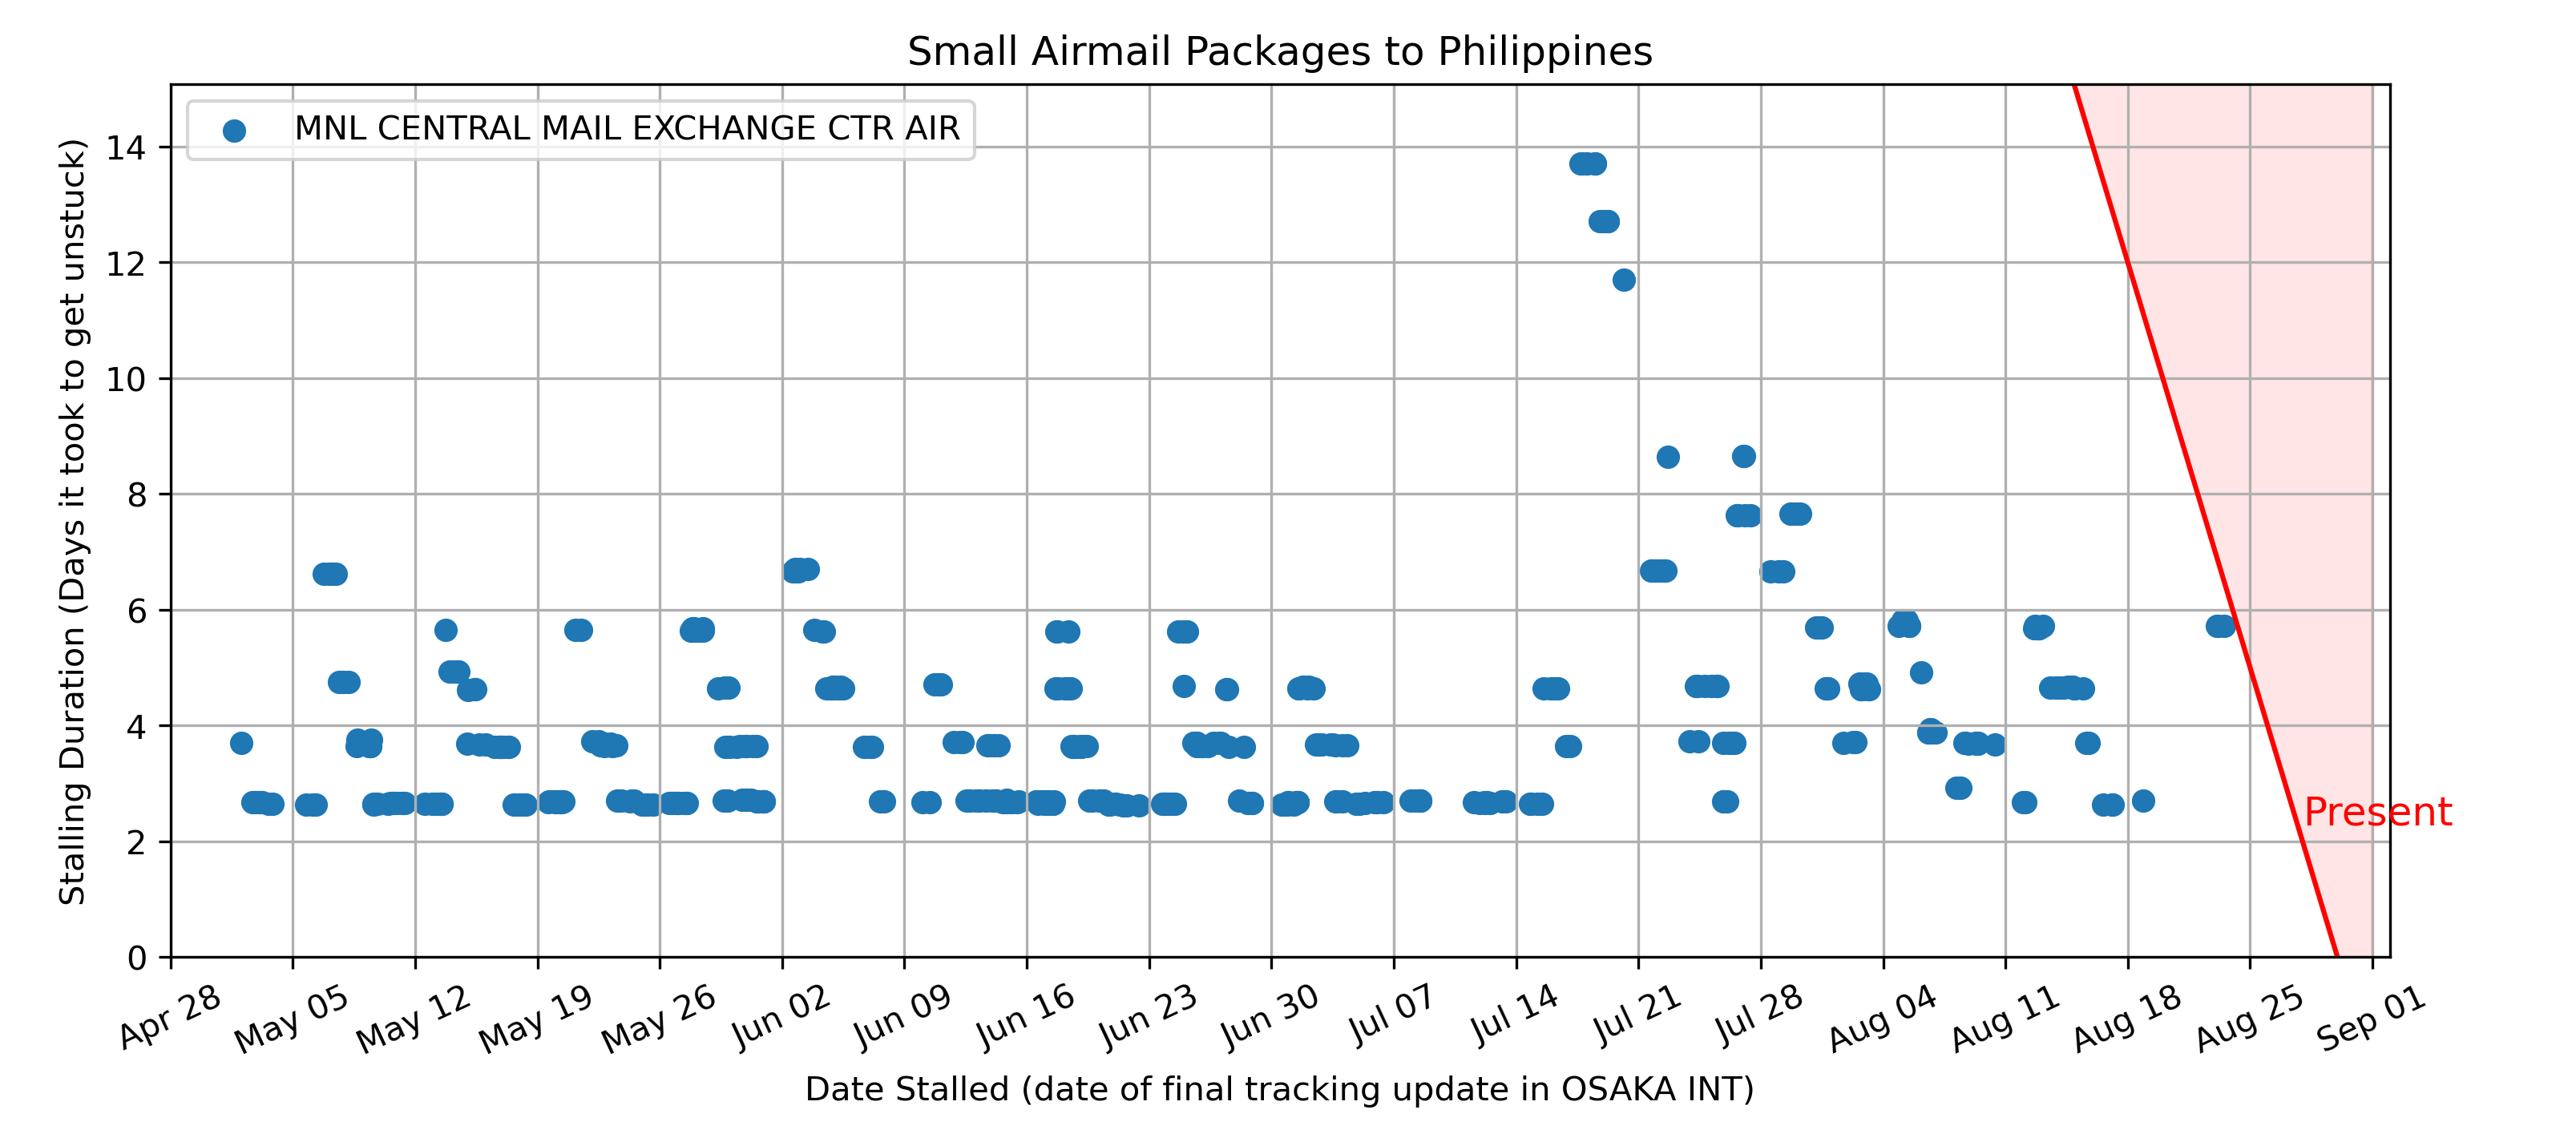 Small Airmail Packages to Philippines
MNL CENTRAL MAIL EXCHANGE CTR AIR
Stalling Duration (Days it took to get unstuck)
14
12
10
8
6
4
2
0
Present
Apr 28
May 05
May 12
May 19
May 26
Jun 02
Jun 09
Jun 16
Jun 23
Jun 30
Jul 07
Jul 14
Jul 21
Jul 28
Aug 04
Aug 11
Aug 18
Aug 25
Sep 01
Date Stalled (date of final tracking update in OSAKA INT)